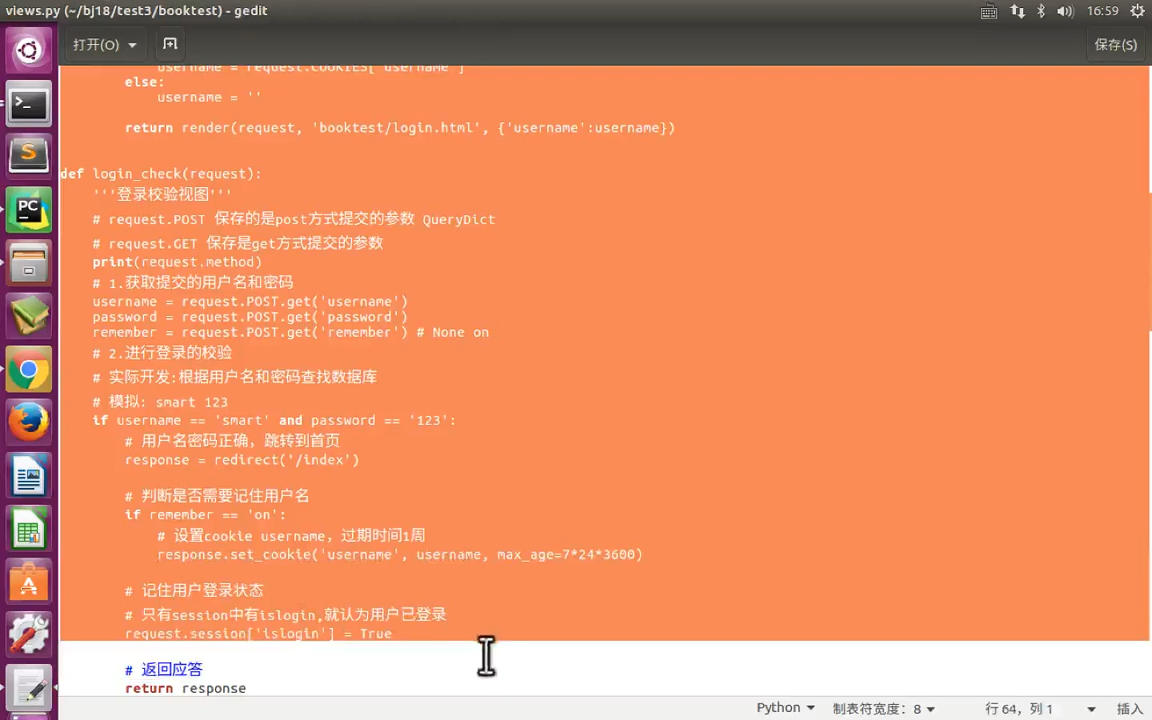 views.py (~/bj18/test3/booktest) - gedit
16:59
打开(O)
保存(S)
username = request.COOKIES['username']
else:
username = ''
return render(request, 'booktest/login.html', {'username':username})
def login_check(request):
'''登录校验视图'''
# request.POST 保存的是post方式提交的参数 QueryDict
# request.GET 保存是get方式提交的参数
print(request.method)
# 1.获取提交的用户名和密码
username = request.POST.get('username')
password = request.POST.get('password')
remember = request.POST.get('remember') # None on
# 2.进行登录的校验
# 实际开发:根据用户名和密码查找数据库
# 模拟: smart 123
if username == 'smart' and password == '123':
# 用户名密码正确，跳转到首页
response = redirect('/index')
# 判断是否需要记住用户名
if remember == 'on':
# 设置cookie username，过期时间1周
response.set_cookie('username', username, max_age=7*24*3600)
# 记住用户登录状态
# 只有session中有islogin,就认为用户已登录
request.session['islogin'] = True
# 返回应答
return response
Python 制表符宽度: 8 行 64，列 1 插入